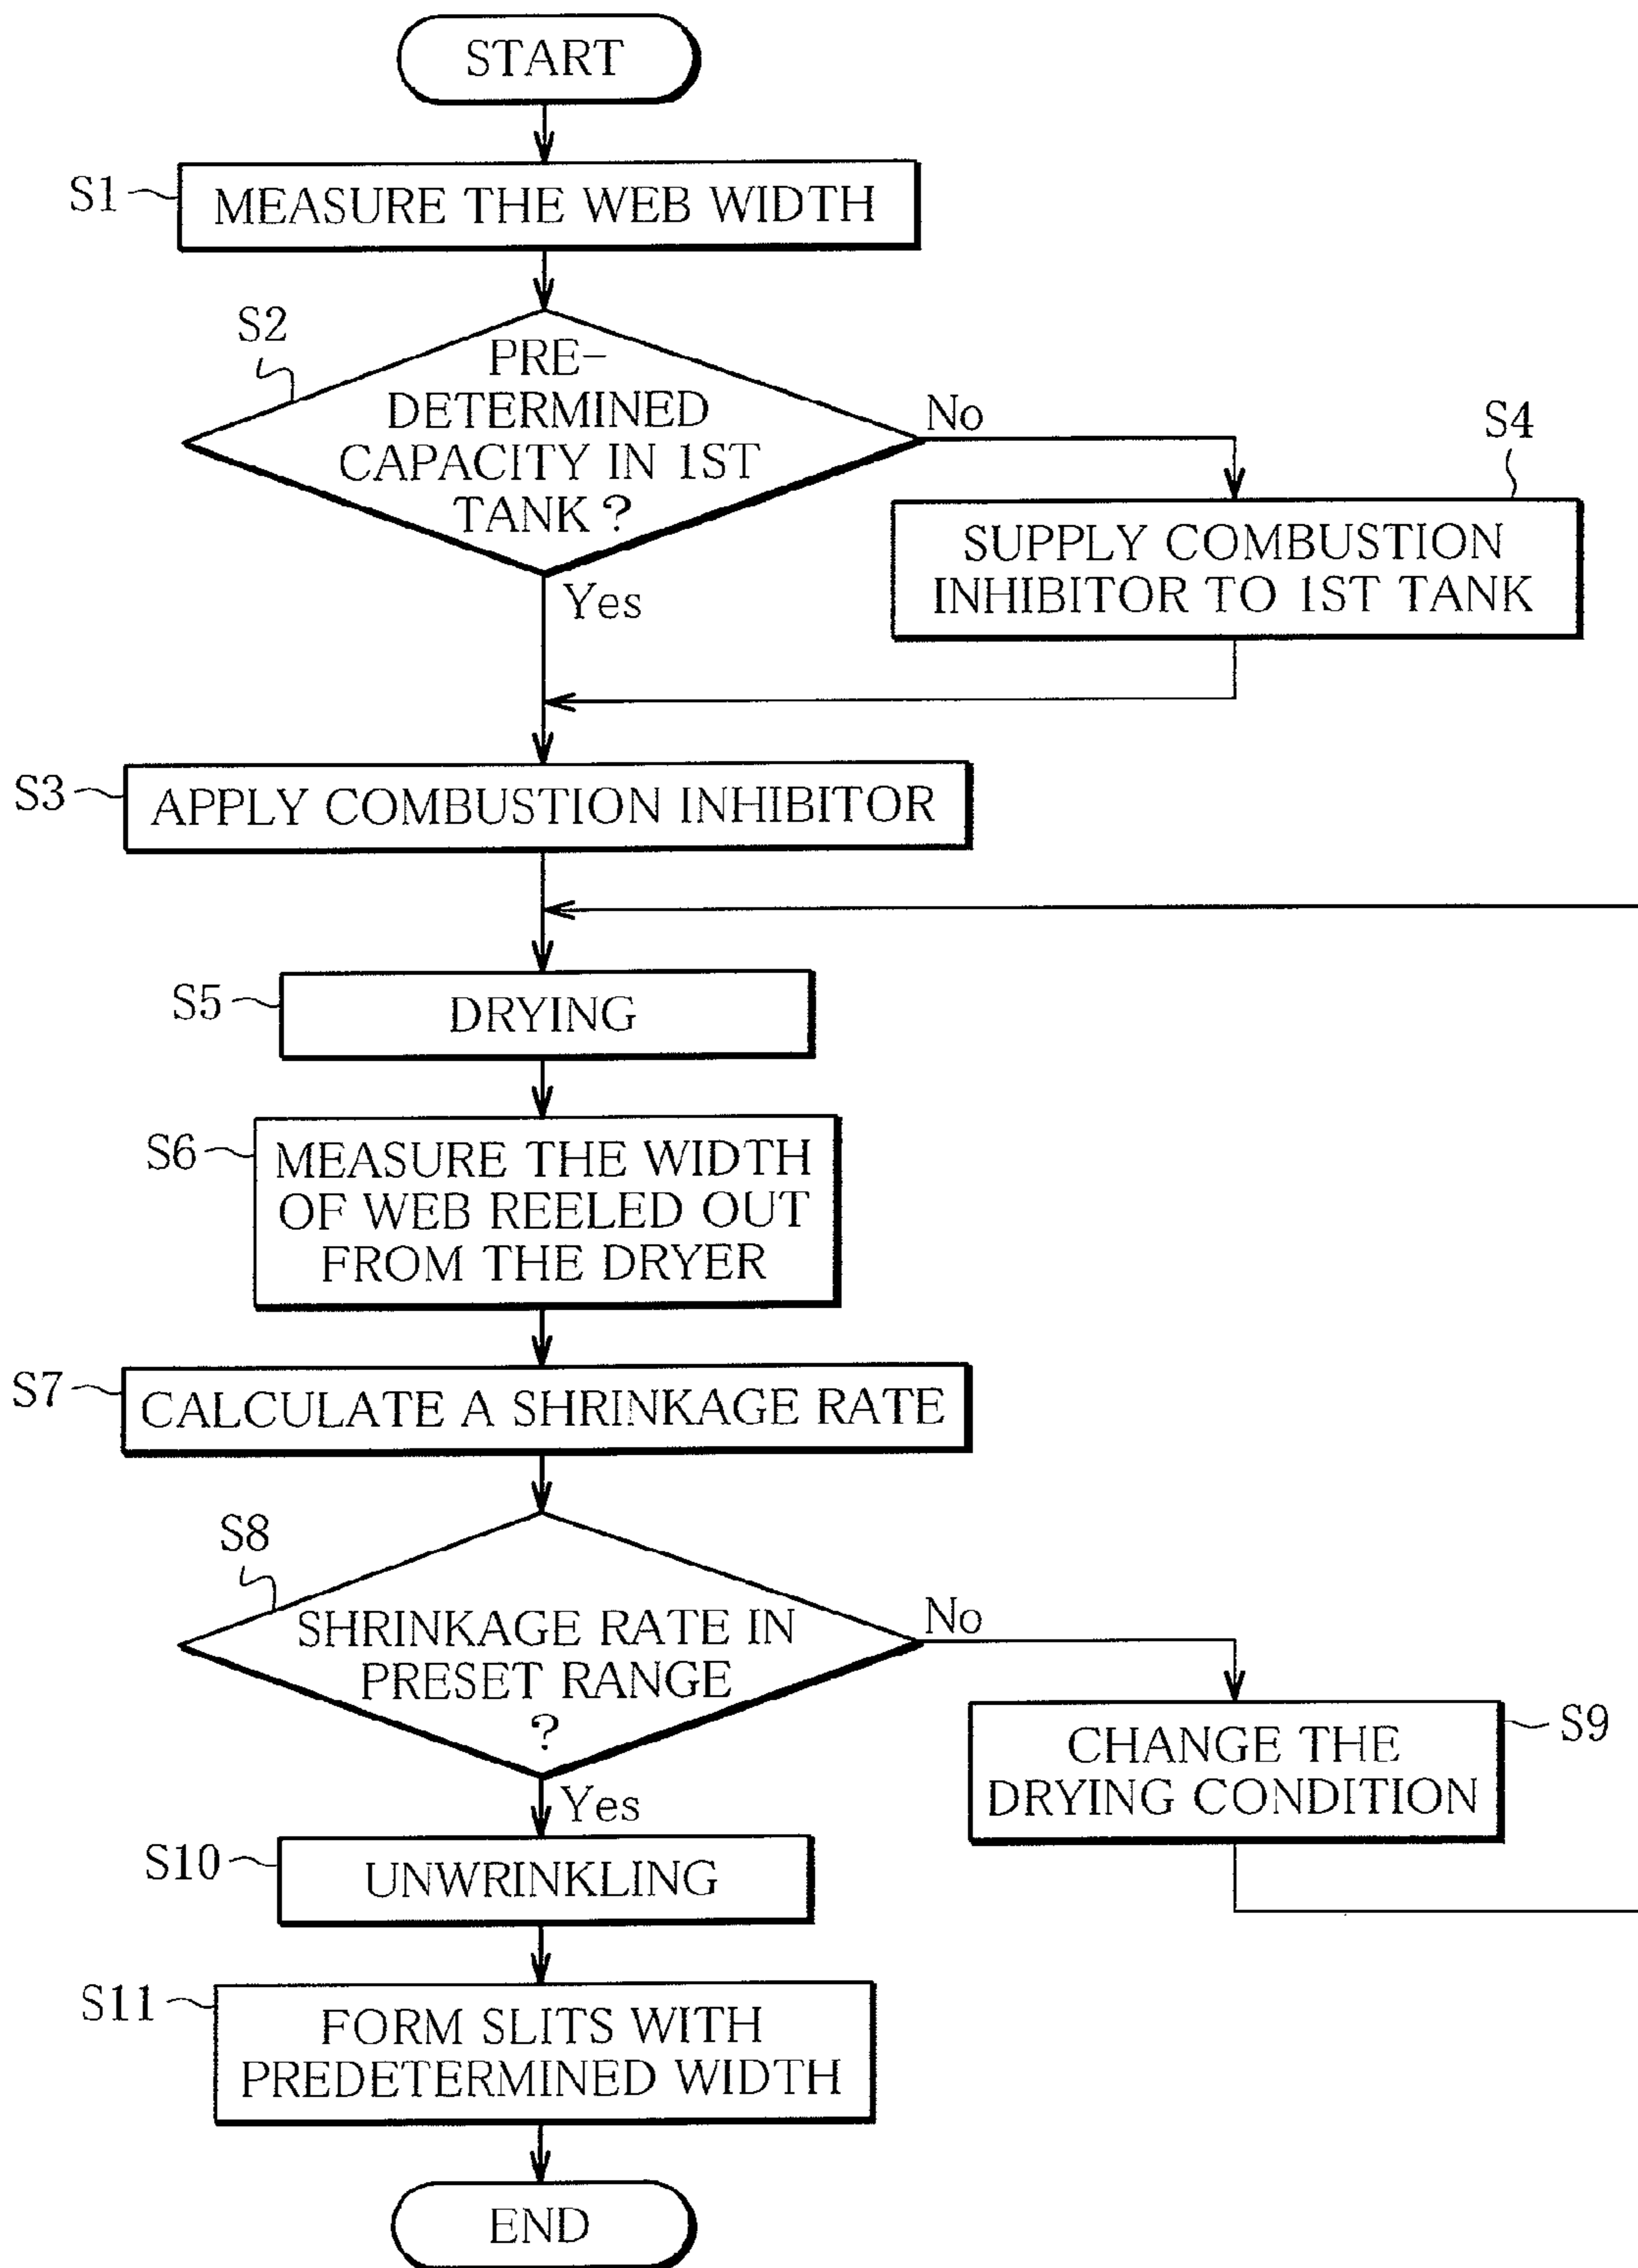 START
S1
MEASURE THE WEB WIDTH
S2
PRE-
DETERMINED
CAPACITY IN 1ST
TANK ?
No
Yes
S4
SUPPLY COMBUSTION
INHIBITOR TO 1ST TANK
S3
APPLY COMBUSTION INHIBITOR
S5
DRYING
S6
MEASURE THE WIDTH
OF WEB REELED OUT
FROM THE DRYER
S7
CALCULATE A SHRINKAGE RATE
S8
SHRINKAGE RATE IN
PRESET RANGE
?
No
Yes
S9
CHANGE THE
DRYING CONDITION
S10
UNWRINKLING
S11
FORM SLITS WITH
PREDETERMINED WIDTH
END